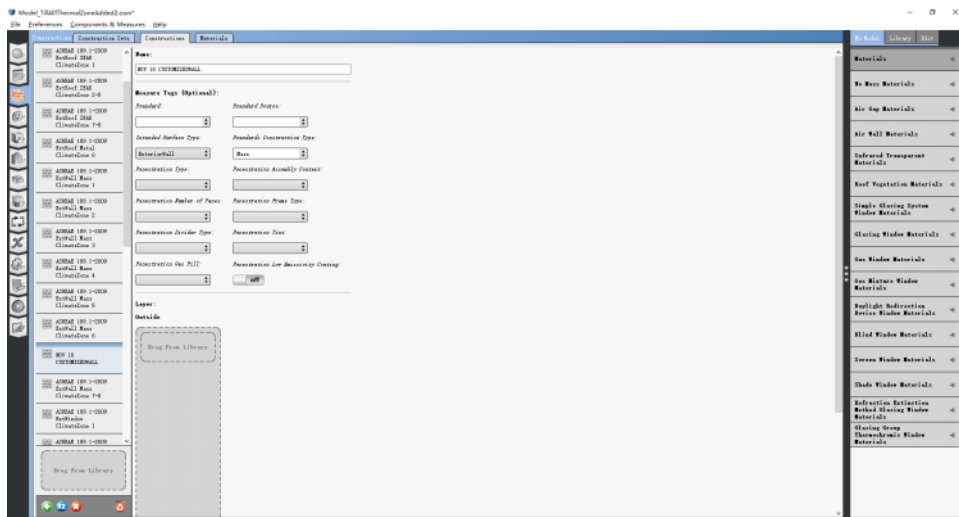 Model_TillAllThermalZoneAdded2.osm*
File Preferences Components & Measures Help
Constructions Construction Sets Constructions Materials
My Model Library Edit
ASHRAE 189.1-2009
ExtRoof IEAD
ClimateZone 1
ASHRAE 189.1-2009
ExtRoof IEAD
ClimateZone 2-5
ASHRAE 189.1-2009
ExtRoof IEAD
ClimateZone 7-8
ASHRAE 189.1-2009
ExtRoof Metal
ClimateZone 6
ASHRAE 189.1-2009
ExtWall Mass
ClimateZone 1
ASHRAE 189.1-2009
ExtWall Mass
ClimateZone 2
ASHRAE 189.1-2009
ExtWall Mass
ClimateZone 3
ASHRAE 189.1-2009
ExtWall Mass
ClimateZone 4
ASHRAE 189.1-2009
ExtWall Mass
ClimateZone 5
ASHRAE 189.1-2009
ExtWall Mass
ClimateZone 6
NOV 18
CUSTOMIZEDWALL
ASHRAE 189.1-2009
ExtWall Mass
ClimateZone 7-8
ASHRAE 189.1-2009
ExtWindow
ClimateZone 1
ASHRAE 189.1-2009
Drag From Library
Name:
NOV 18 CUSTOMIZEDWALL
Measure Tags (Optional):
Standard: Standard Source:
Intended Surface Type: Standards Construction Type:
ExteriorWall Mass
Fenestration Type: Fenestration Assembly Context:
Fenestration Number of Panes: Fenestration Frame Type:
Fenestration Divider Type: Fenestration Tint:
Fenestration Gas Fill: Fenestration Low Emissivity Coating:
off
Layer:
Outside
Drag From Library
Materials
No Mass Materials
Air Gap Materials
Air Wall Materials
Infrared Transparent
Materials
Roof Vegetation Materials
Simple Glazing System
Window Materials
Glazing Window Materials
Gas Window Materials
Gas Mixture Window
Materials
Daylight Redirection
Device Window Materials
Blind Window Materials
Screen Window Materials
Shade Window Materials
Refraction Extinction
Method Glazing Window
Materials
Glazing Group
Thermochromic Window
Materials